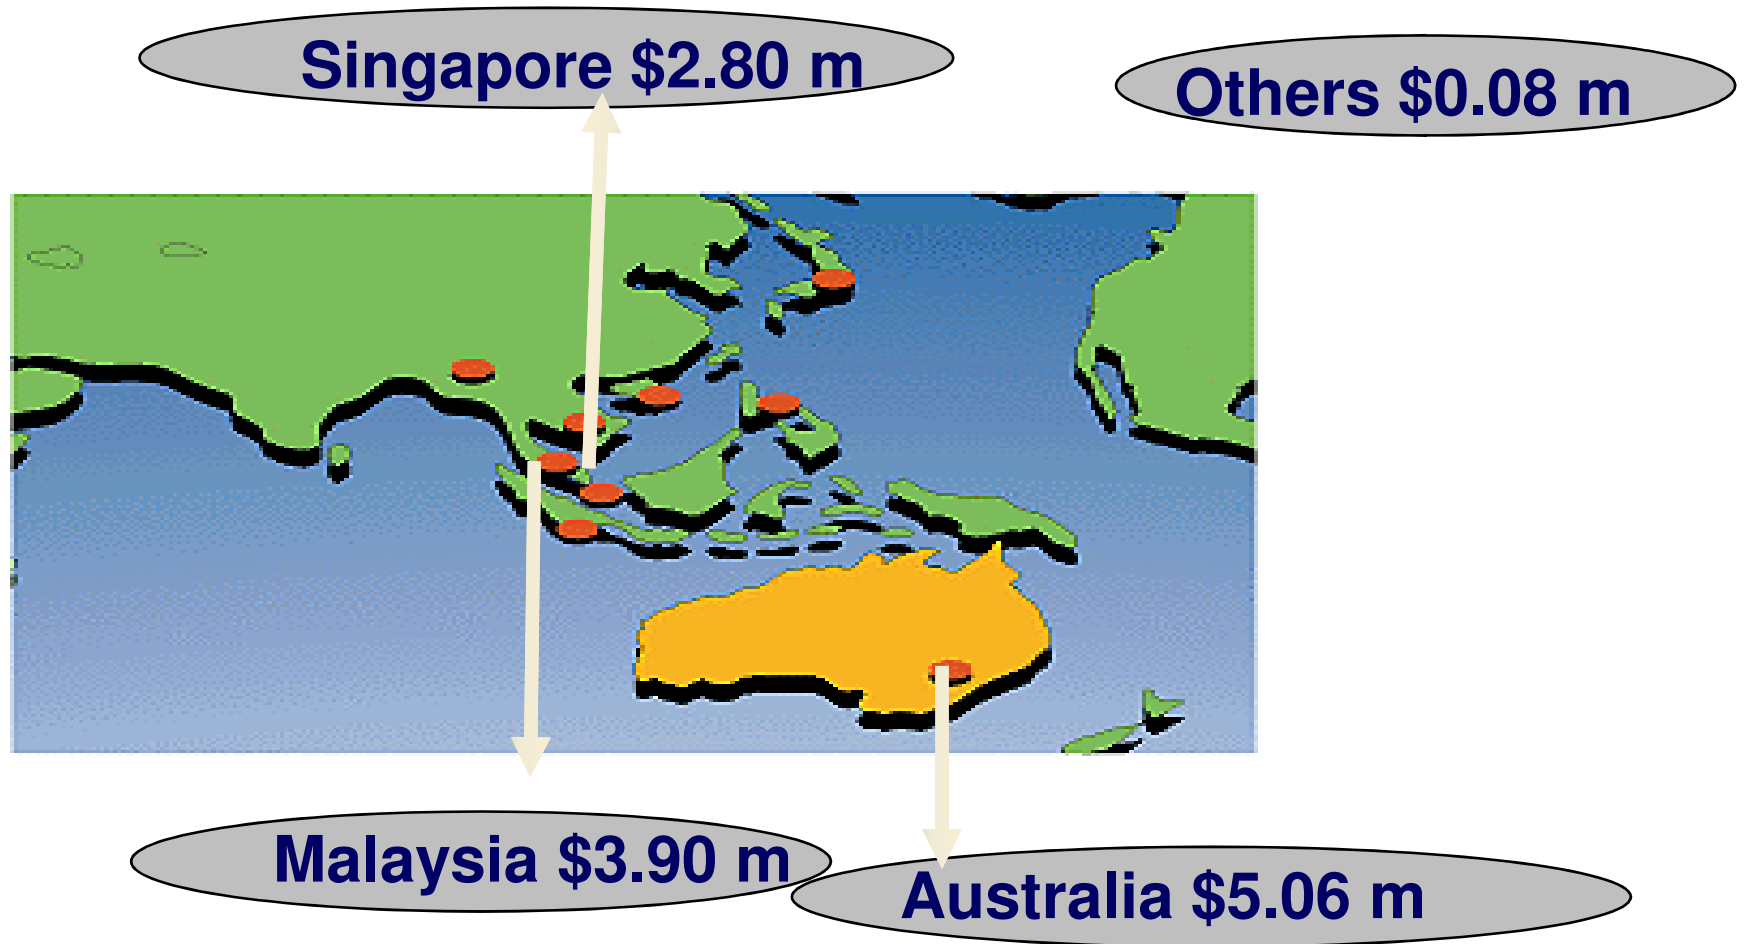 Singapore $2.80 m
Others $0.08 m
Malaysia $3.90 m
Australia $5.06 m